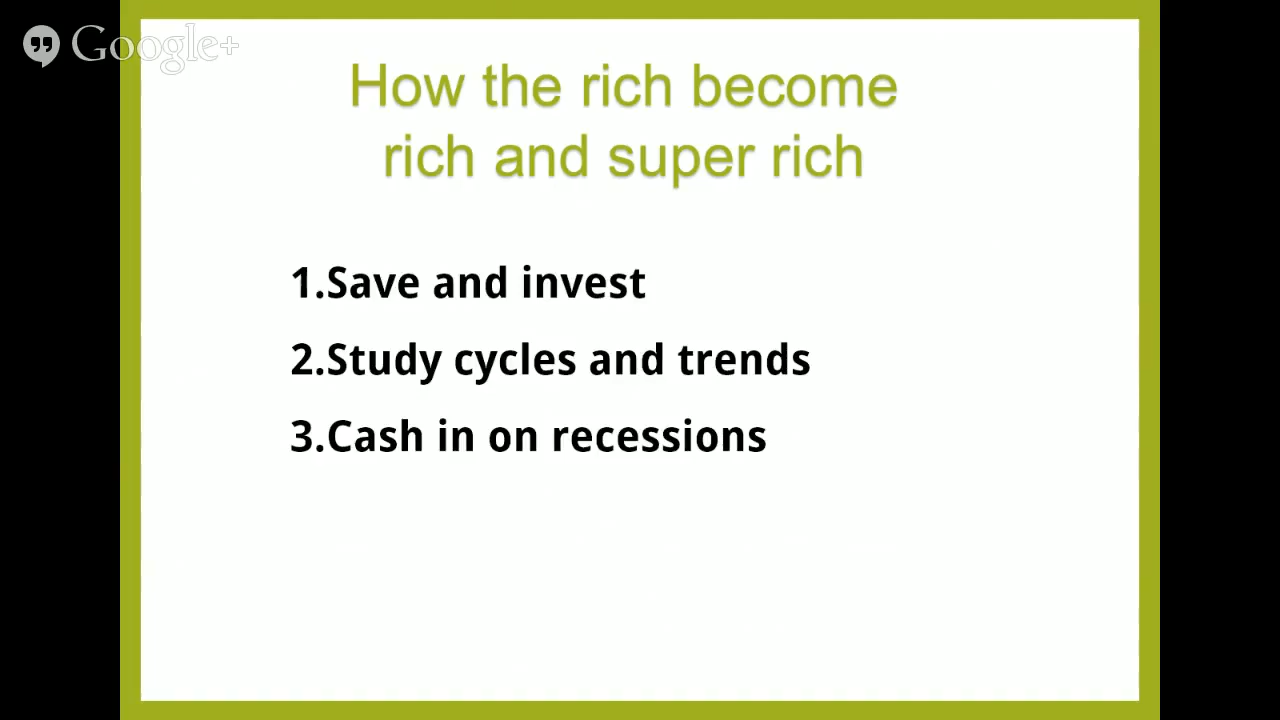 Google+
How the rich become
rich and super rich
1.Save and invest
2.Study cycles and trends
3.Cash in on recessions